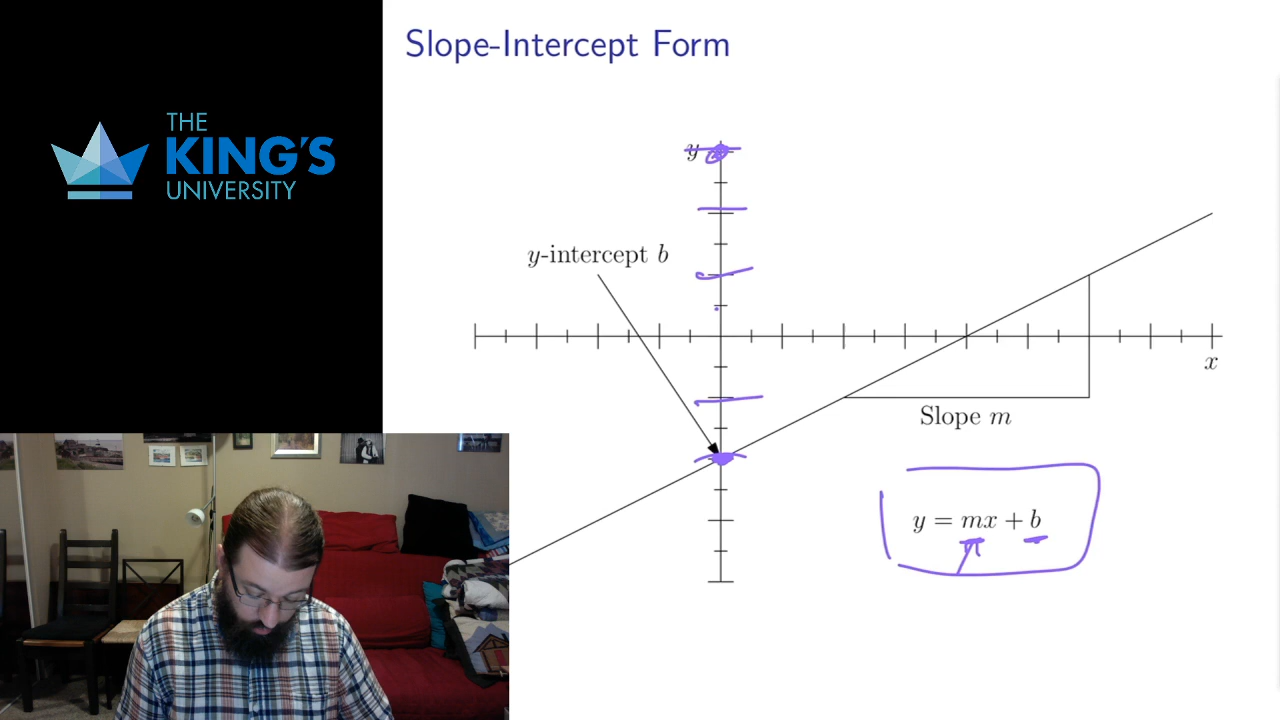 THE
KING'S
UNIVERSITY
Slope-Intercept Form
y
y-intercept b
x
Slope m
y = mx + b